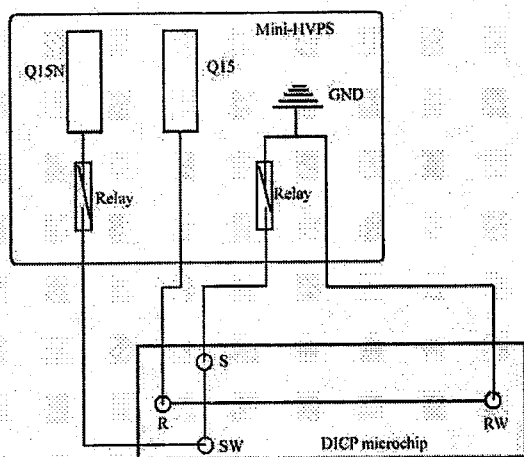 Mini-HVPS
Q15N
Q15
GND
Relay
Relay
S
R
RW
SW
DICP microchip